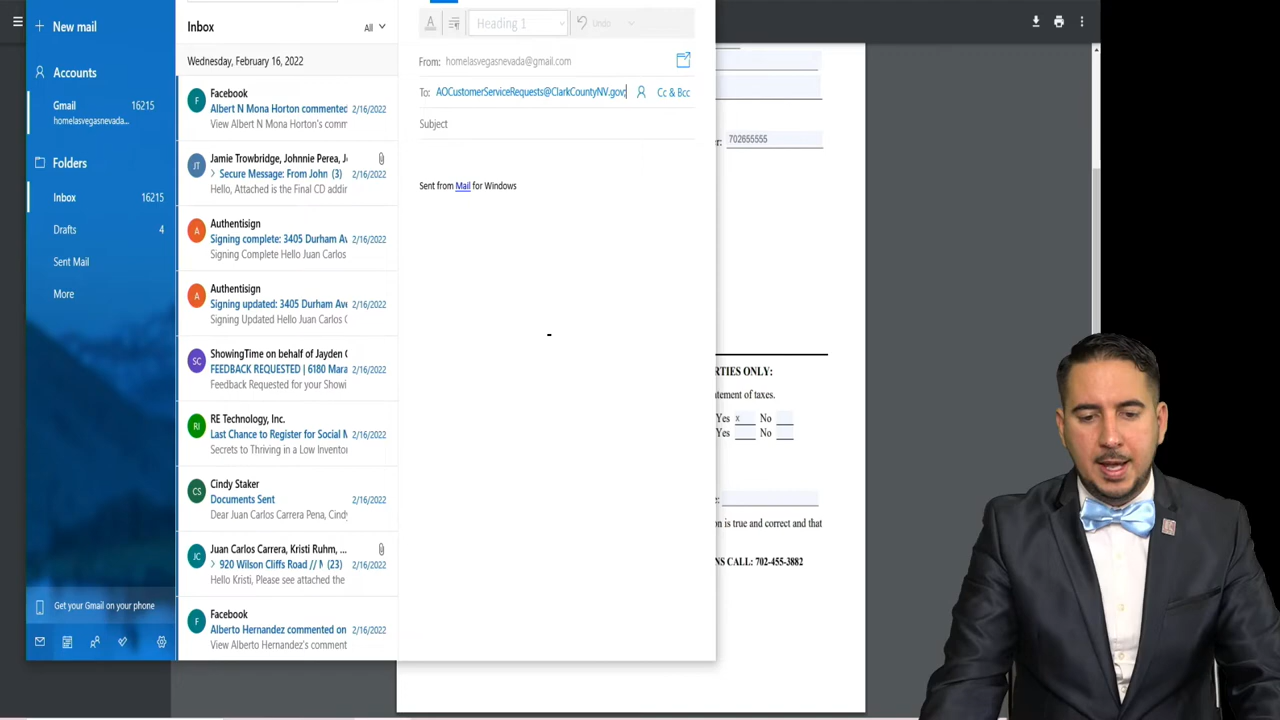 New mail
Accounts
Gmail 16215
homelasvegasnevada...
Folders
Inbox 16215
Drafts 4
Sent Mail
More
Get your Gmail on your phone
Inbox
All
Wednesday, February 16, 2022
Facebook
Albert N Mona Horton commented
View Albert N Mona Horton's comm
Jamie Trowbridge, Johnnie Perea, J
Secure Message: From John (3) 2/16/2022
Hello, Attached is the Final CD addin
Authentisign
Signing complete: 3405 Durham Av 2/16/2022
Signing Complete Hello Juan Carlos
Authentisign
Signing updated: 3405 Durham Ave 2/16/2022
Signing Updated Hello Juan Carlos C
ShowingTime on behalf of Jayden C
FEEDBACK REQUESTED | 6180 Mara 2/16/2022
Feedback Requested for your Showi
RE Technology, Inc.
Last Chance to Register for Social M 2/16/2022
Secrets to Thriving in a Low Inventor
Cindy Staker
Documents Sent 2/16/2022
Dear Juan Carlos Carrera Pena, Cindy
Juan Carlos Carrera, Kristi Ruhm, ...
920 Wilson Cliffs Road // N (23) 2/16/2022
Hello Kristi, Please see attached the
Facebook
Alberto Hernandez commented on 2/16/2022
View Alberto Hernandez's comment
F
JT
A
A
SC
RI
CS
JC
F
Heading 1
Undo
From: homelasvegasnevada@gmail.com
To: AOCustomerServiceRequests@ClarkCountyNV.gov;
Cc & Bcc
Subject
Sent from Mail for Windows
r: 702655555
RTIES ONLY:
tement of taxes.
Yes x No
Yes No
e:
on is true and correct and that
NS CALL: 702-455-3882